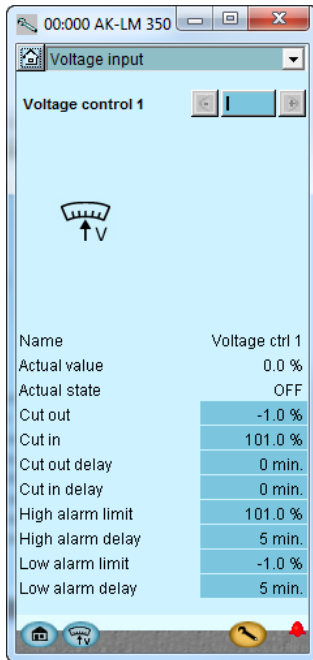 00:000 AK-LM 350
Voltage input
Voltage control 1
V
Name Voltage ctrl 1
Actual value 0.0 %
Actual state OFF
Cut out -1.0 %
Cut in 101.0 %
Cut out delay 0 min.
Cut in delay 0 min.
High alarm limit 101.0 %
High alarm delay 5 min.
Low alarm limit -1.0 %
Low alarm delay 5 min.
V